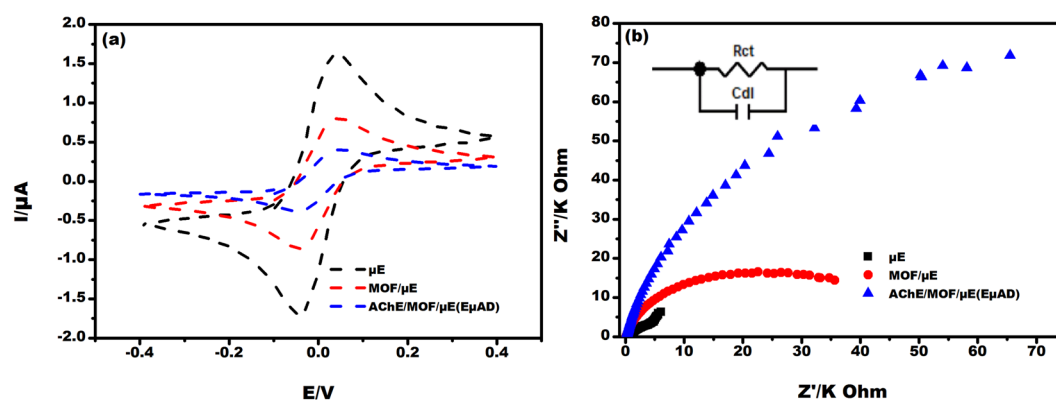 (a)
I/μA
2.0
1.5
1.0
0.5
0.0
-0.5
-1.0
-1.5
-2.0
μE
MOF/μE
AChE/MOF/μE(EμAD)
-0.4 -0.2 0.0 0.2 0.4
E/V
(b)
Z''/K Ohm
80
70
60
50
40
30
20
10
0
Rct
Cdl
μE
MOF/μE
AChE/MOF/μE(EμAD)
0 10 20 30 40 50 60 70
Z'/K Ohm